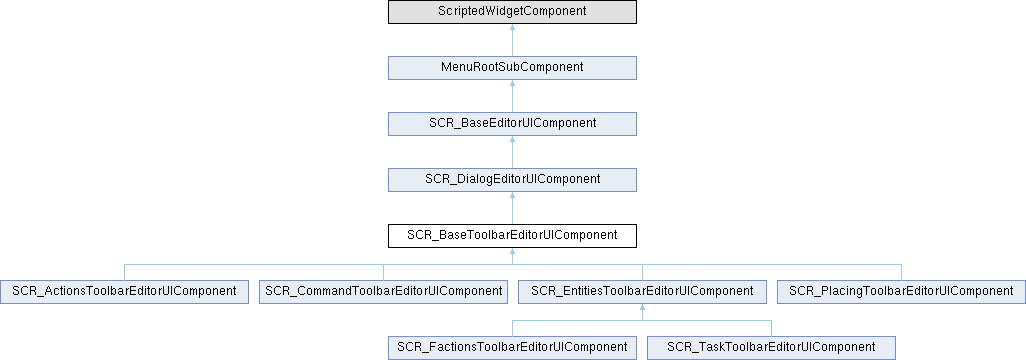 ScriptedWidgetComponent
MenuRootSubComponent
SCR_BaseEditorUIComponent
SCR_DialogEditorUIComponent
SCR_BaseToolbarEditorUIComponent
SCR_ActionsToolbarEditorUIComponent
SCR_CommandToolbarEditorUIComponent
SCR_EntitiesToolbarEditorUIComponent
SCR_PlacingToolbarEditorUIComponent
SCR_FactionsToolbarEditorUIComponent
SCR_TaskToolbarEditorUIComponent